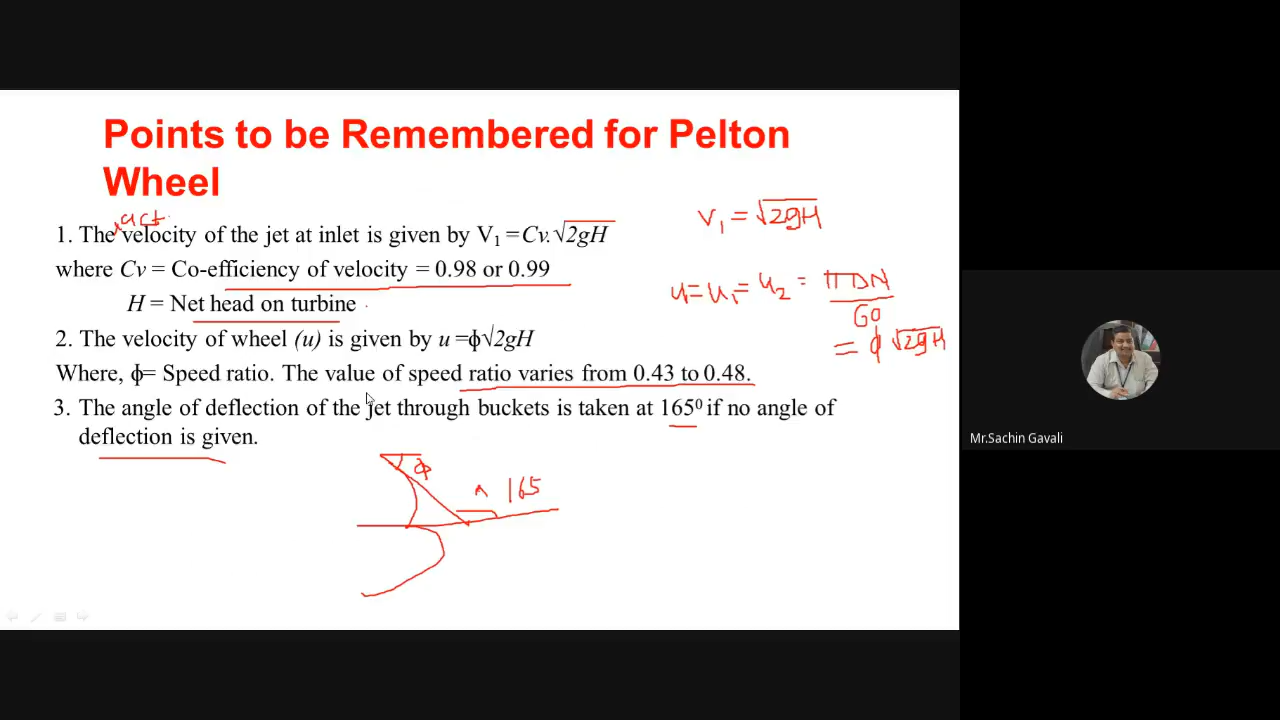 Points to be Remembered for Pelton
Wheel
act
1. The velocity of the jet at inlet is given by V₁ =Cv.√2gH
where Cv = Co-efficiency of velocity = 0.98 or 0.99
H = Net head on turbine
2. The velocity of wheel (u) is given by u =ϕ√2gH
Where, ϕ= Speed ratio. The value of speed ratio varies from 0.43 to 0.48.
3. The angle of deflection of the jet through buckets is taken at 165⁰ if no angle of
deflection is given.
V₁ = √2gH
u = u₁ = u₂ = πDN
60
= ϕ √2gH
ϕ
^ 165
Mr.Sachin Gavali